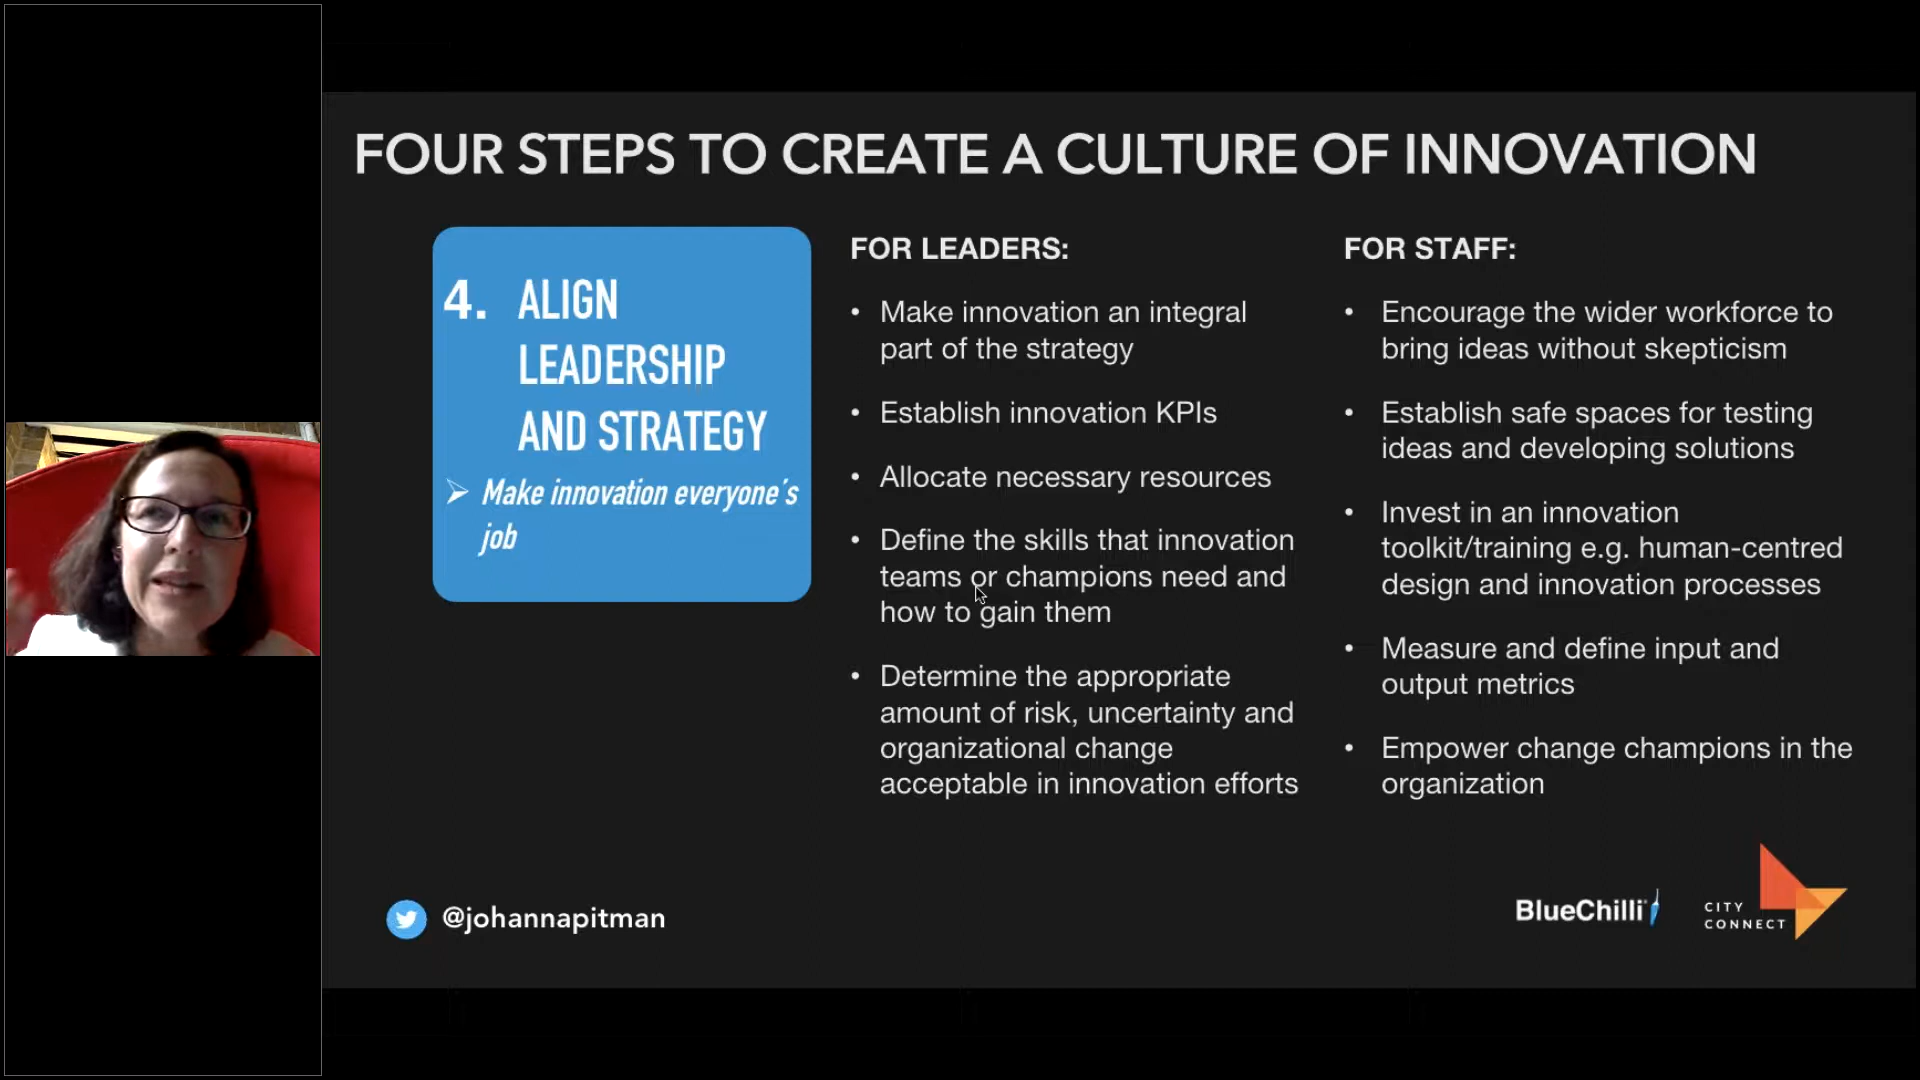 FOUR STEPS TO CREATE A CULTURE OF INNOVATION
4. ALIGN
LEADERSHIP
AND STRATEGY
➢ Make innovation everyone's
job
FOR LEADERS:
• Make innovation an integral
part of the strategy
• Establish innovation KPIs
• Allocate necessary resources
• Define the skills that innovation
teams or champions need and
how to gain them
• Determine the appropriate
amount of risk, uncertainty and
organizational change
acceptable in innovation efforts
FOR STAFF:
• Encourage the wider workforce to
bring ideas without skepticism
• Establish safe spaces for testing
ideas and developing solutions
• Invest in an innovation
toolkit/training e.g. human-centred
design and innovation processes
• Measure and define input and
output metrics
• Empower change champions in the
organization
@johannapitman
BlueChilli
CITY
CONNECT